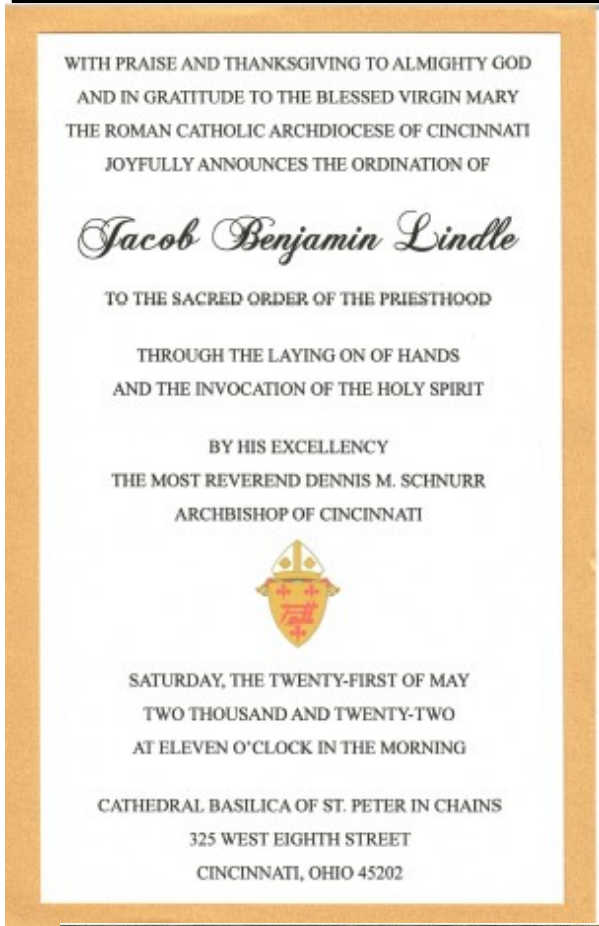 WITH PRAISE AND THANKSGIVING TO ALMIGHTY GOD
AND IN GRATITUDE TO THE BLESSED VIRGIN MARY
THE ROMAN CATHOLIC ARCHDIOCESE OF CINCINNATI
JOYFULLY ANNOUNCES THE ORDINATION OF
Jacob Benjamin Lindle
TO THE SACRED ORDER OF THE PRIESTHOOD
THROUGH THE LAYING ON OF HANDS
AND THE INVOCATION OF THE HOLY SPIRIT
BY HIS EXCELLENCY
THE MOST REVEREND DENNIS M. SCHNURR
ARCHBISHOP OF CINCINNATI
SATURDAY, THE TWENTY-FIRST OF MAY
TWO THOUSAND AND TWENTY-TWO
AT ELEVEN O'CLOCK IN THE MORNING
CATHEDRAL BASILICA OF ST. PETER IN CHAINS
325 WEST EIGHTH STREET
CINCINNATI, OHIO 45202